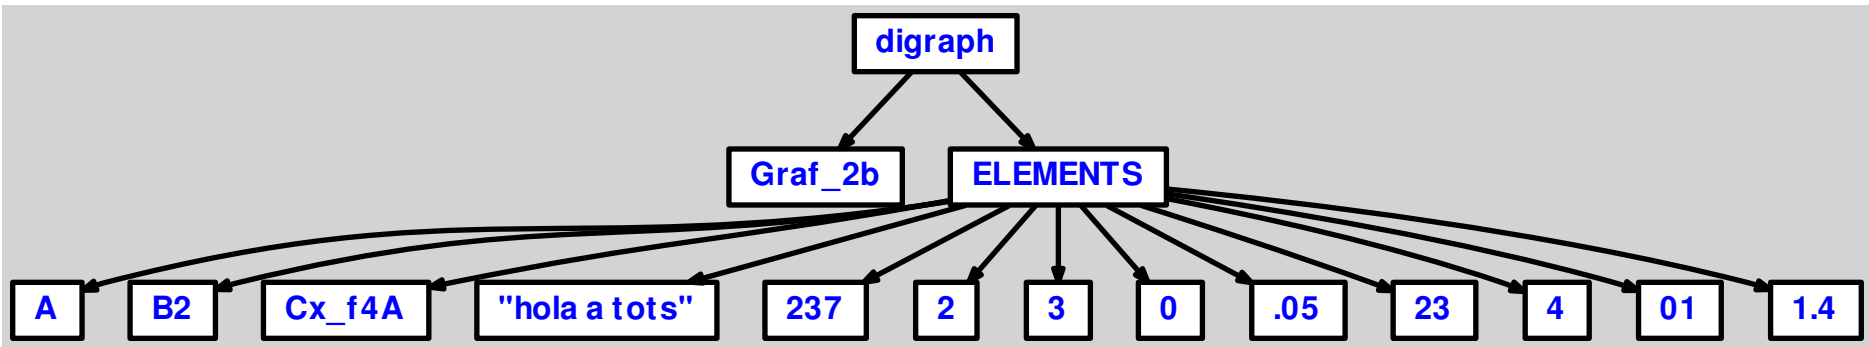 digraph
Graf_2b ELEMENTS
A B2 Cx_f4A "hola a tots" 237 2 3 0 .05 23 4 01 1.4